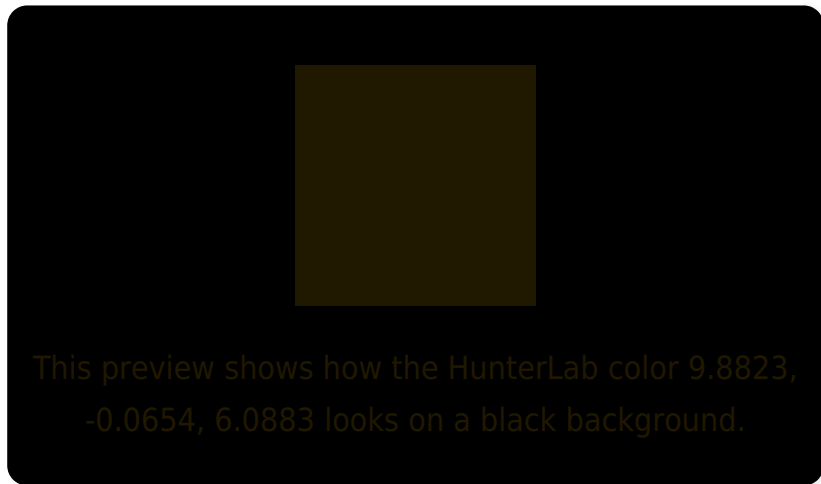 This preview shows how the HunterLab color 9.8823,
-0.0654, 6.0883 looks on a black background.